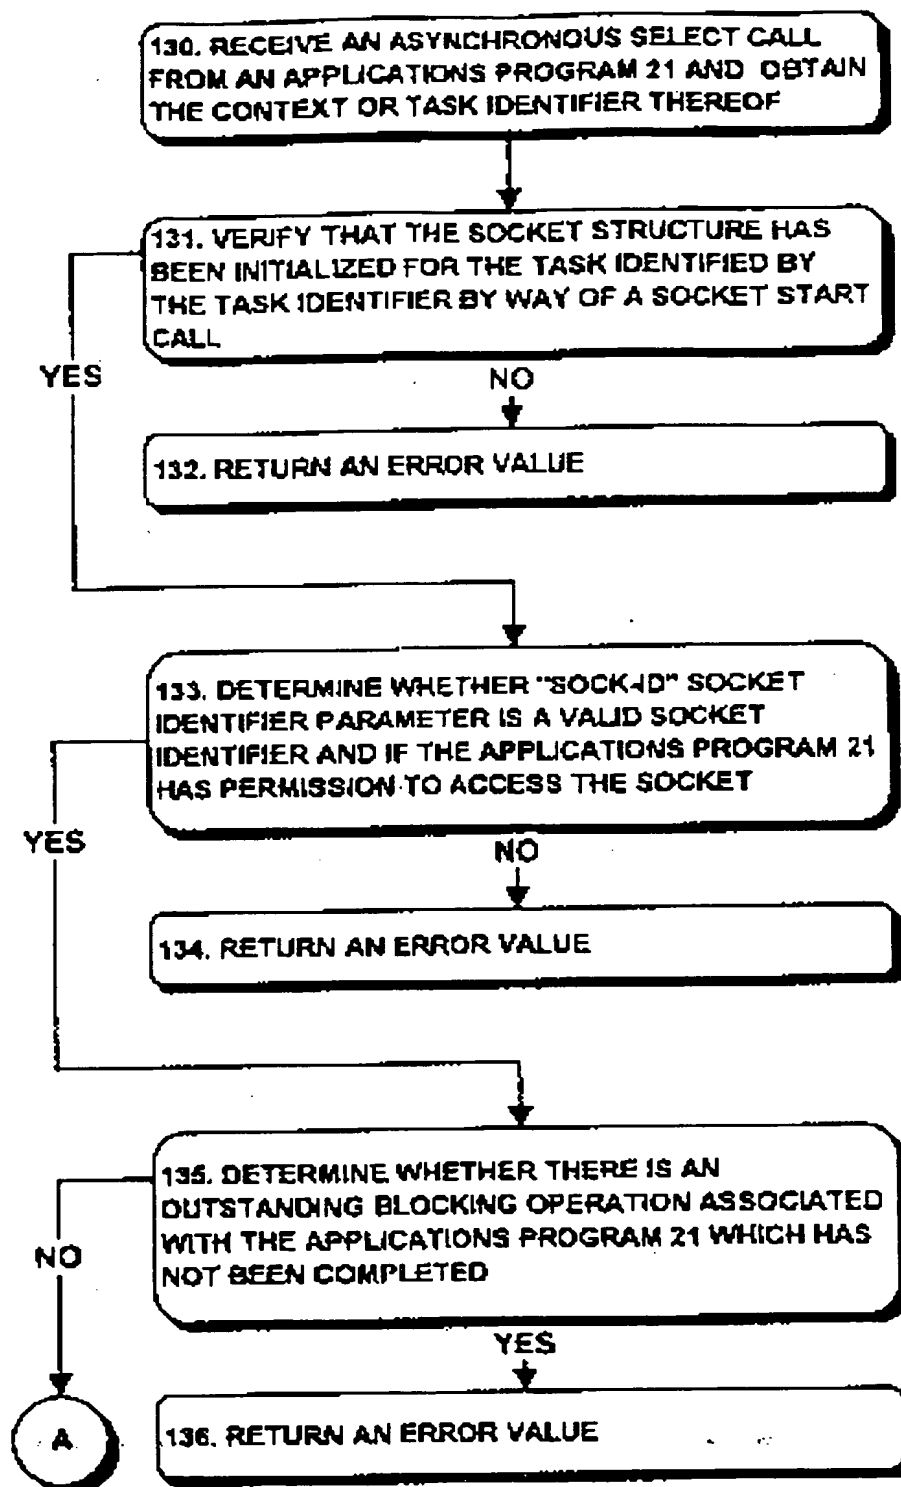 130. RECEIVE AN ASYNCHRONOUS SELECT CALL
FROM AN APPLICATIONS PROGRAM 21 AND OBTAIN
THE CONTEXT OR TASK IDENTIFIER THEREOF
131. VERIFY THAT THE SOCKET STRUCTURE HAS
BEEN INITIALIZED FOR THE TASK IDENTIFIED BY
THE TASK IDENTIFIER BY WAY OF A SOCKET START
CALL
YES
NO
132. RETURN AN ERROR VALUE
133. DETERMINE WHETHER "SOCK-ID" SOCKET
IDENTIFIER PARAMETER IS A VALID SOCKET
IDENTIFIER AND IF THE APPLICATIONS PROGRAM 21
HAS PERMISSION TO ACCESS THE SOCKET
YES
NO
134. RETURN AN ERROR VALUE
135. DETERMINE WHETHER THERE IS AN
OUTSTANDING BLOCKING OPERATION ASSOCIATED
WITH THE APPLICATIONS PROGRAM 21 WHICH HAS
NOT BEEN COMPLETED
NO
YES
A
136. RETURN AN ERROR VALUE